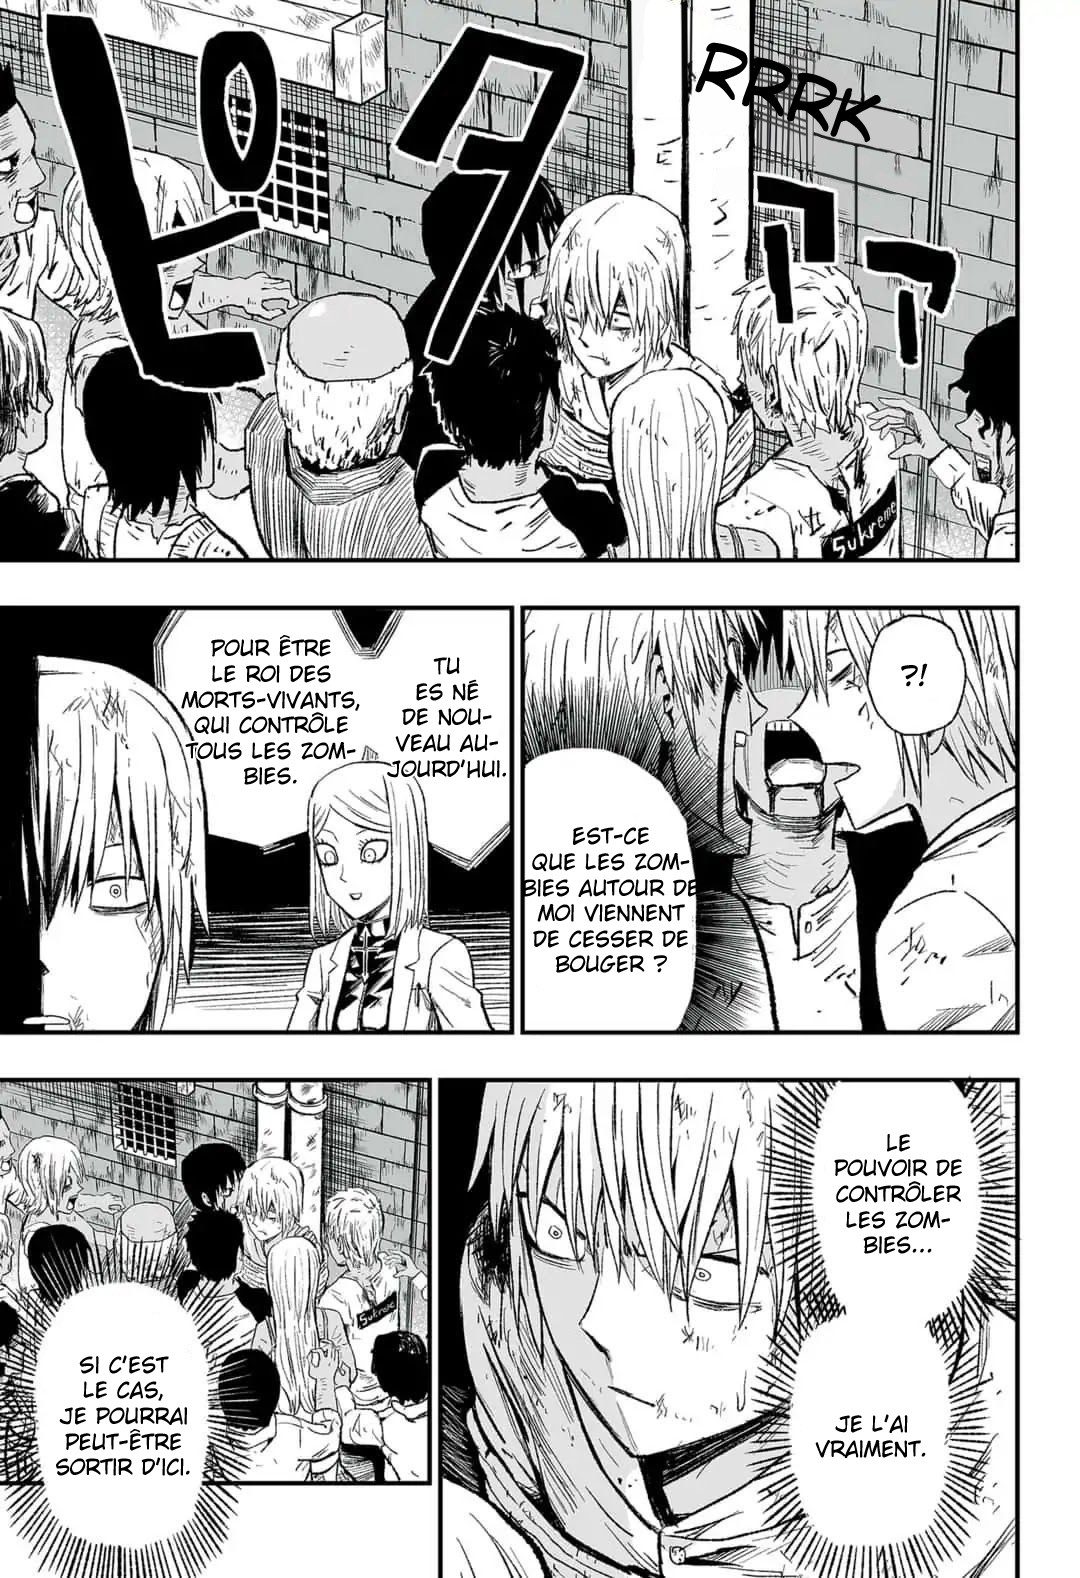 RRRK
ピタァッ
Sukreme
?!
EST-CE
QUE LES ZOM-
BIES AUTOUR DE
MOI VIENNENT
DE CESSER DE
BOUGER ?
TU
ES NÉ
DE NOU-
VEAU AU-
JOURD'HUI.
POUR ÊTRE
LE ROI DES
MORTS-VIVANTS,
QUI CONTRÔLE
TOUS LES ZOM-
BIES.
LE
POUVOIR DE
CONTRÔLER
LES ZOM-
BIES...
JE L'AI
VRAIMENT.
Sukreme
SI C'EST
LE CAS,
JE POURRAI
PEUT-ÊTRE
SORTIR D'ICI.